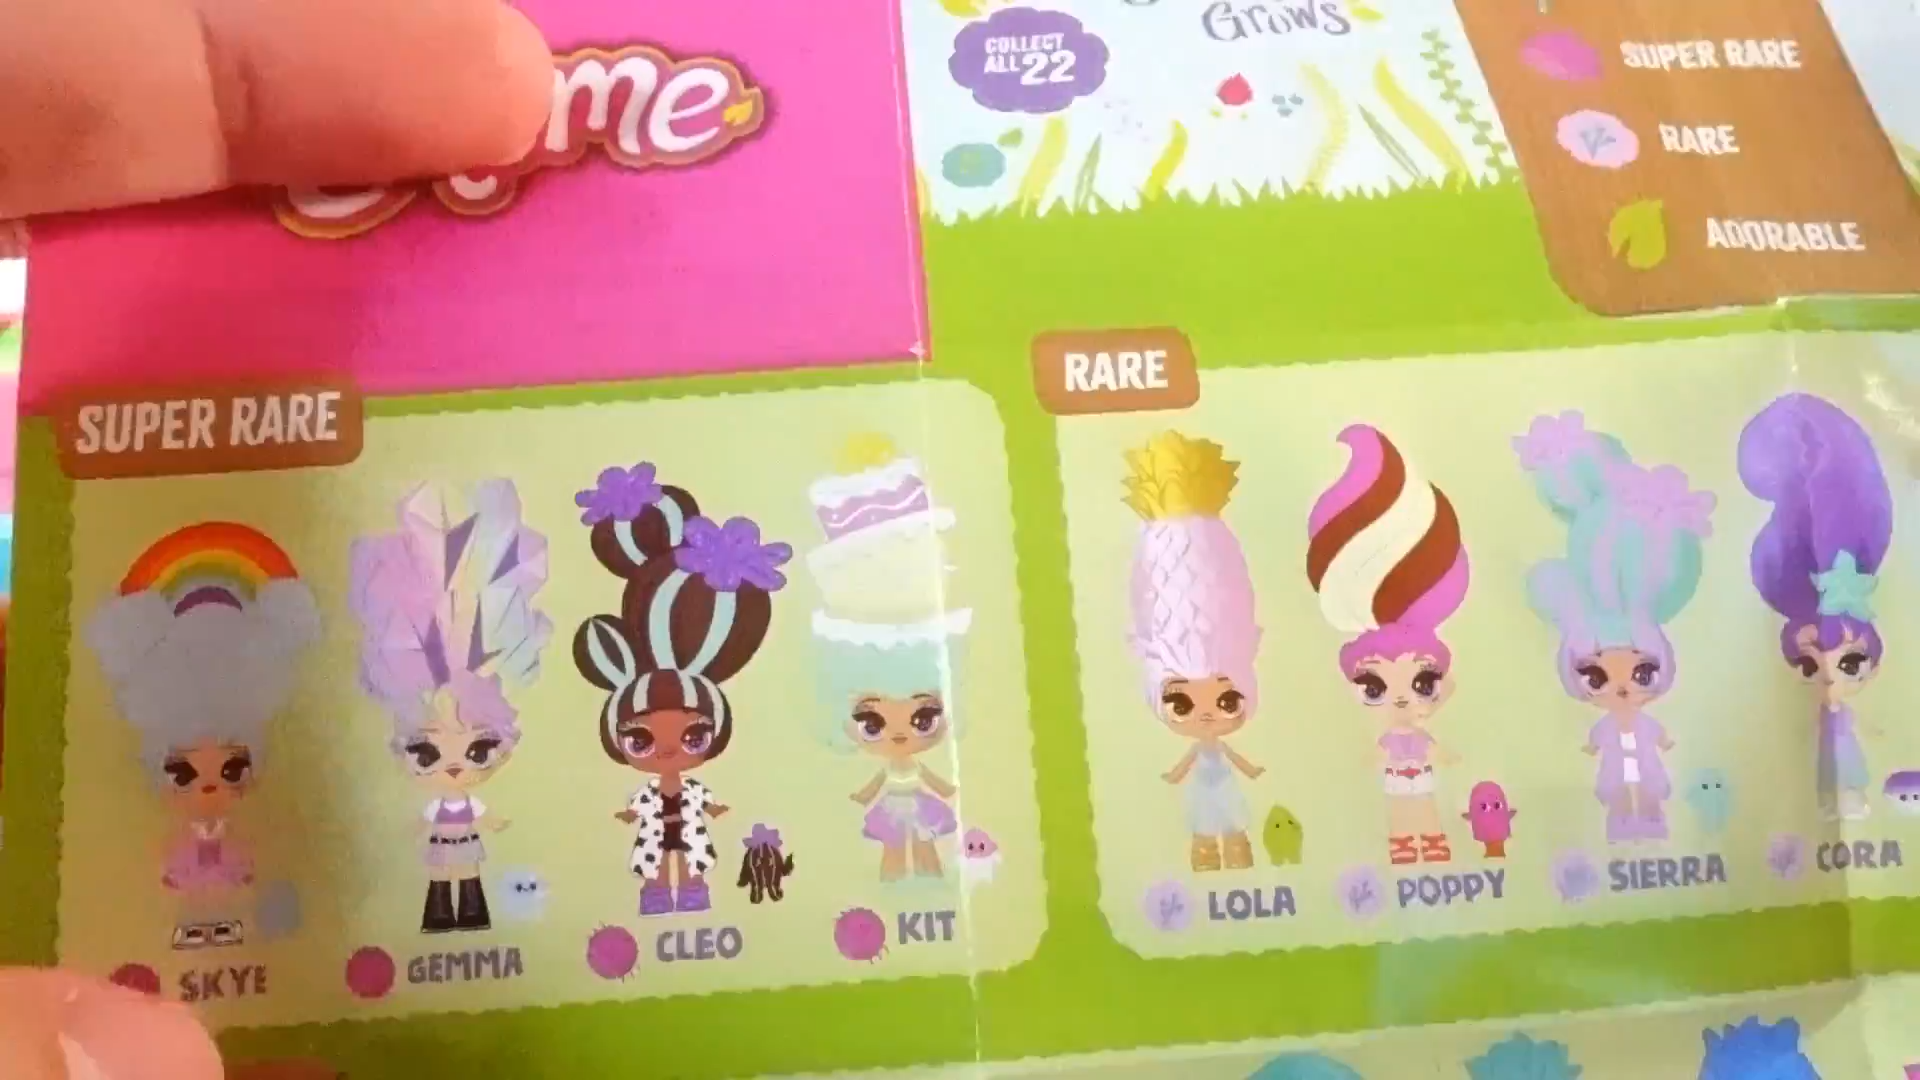 me
COLLECT
ALL 22
Grows
SUPER RARE
RARE
ADORABLE
SUPER RARE
RARE
SKYE
GEMMA
CLEO
KIT
LOLA
POPPY
SIERRA
CORA